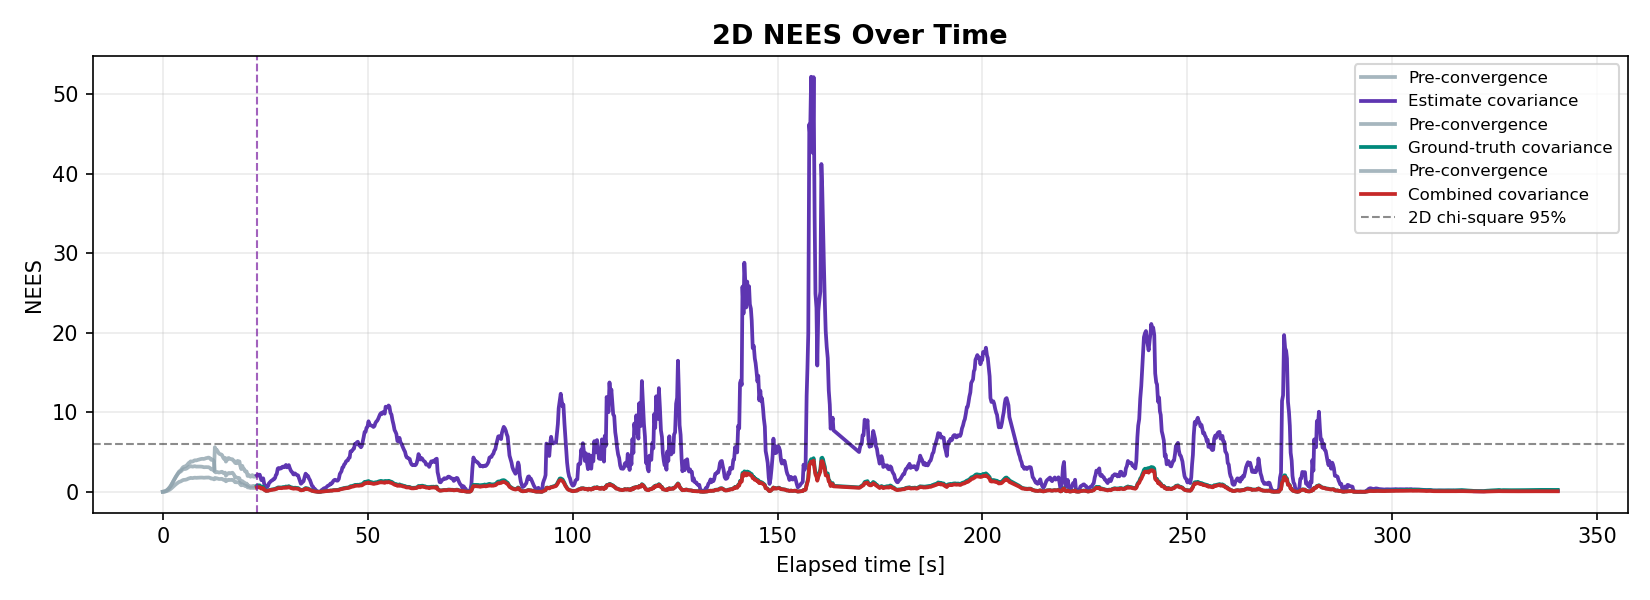 2D NEES Over Time
50
40
30
20
10
0
NEES
Pre-convergence
Estimate covariance
Pre-convergence
Ground-truth covariance
Pre-convergence
Combined covariance
2D chi-square 95%
0 50 100 150 200 250 300 350
Elapsed time [s]